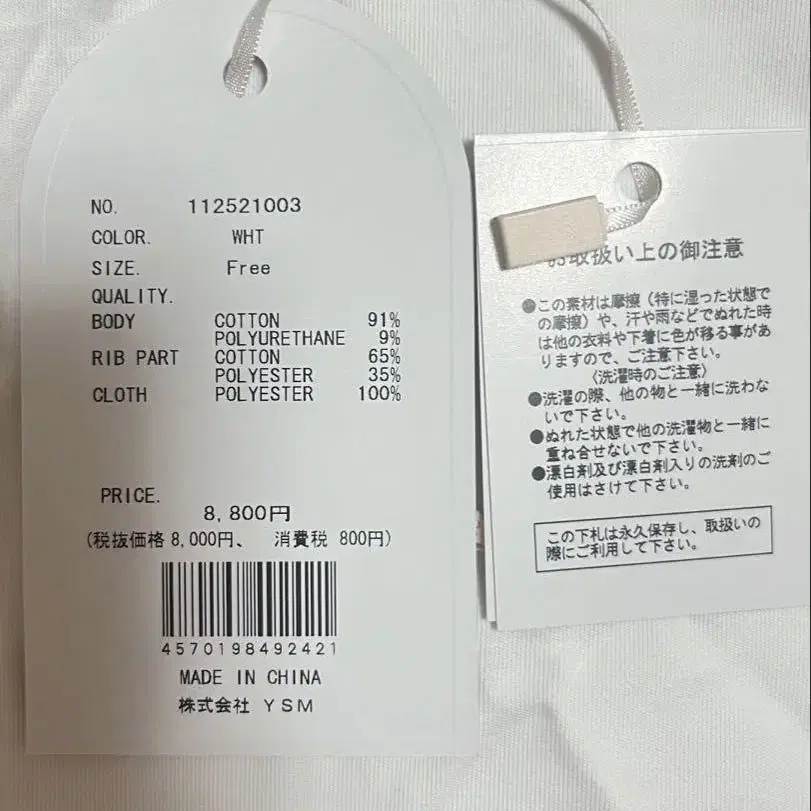 NO. 112521003
COLOR. WHT
SIZE. Free
QUALITY.
BODY COTTON 91%
POLYURETHANE 9%
RIB PART COTTON 65%
POLYESTER 35%
CLOTH POLYESTER 100%
PRICE.
8,800円
(税抜価格 8,000円、 消費税 800円)
4570198492421
MADE IN CHINA
株式会社 YSM
お取扱い上の御注意
●この素材は摩擦(特に湿った状態で
の摩擦)や、汗や雨などでぬれた時
は他の衣料や下着に色が移る事があ
りますので、ご注意下さい。
〈洗濯時のご注意〉
●洗濯の際、他の物と一緒に洗わな
いで下さい。
●ぬれた状態で他の洗濯物と一緒に
重ね合せないで下さい。
●漂白剤及び漂白剤入りの洗剤のご
使用はさけて下さい。
この下札は永久保存し、取扱いの
際にご利用して下さい。